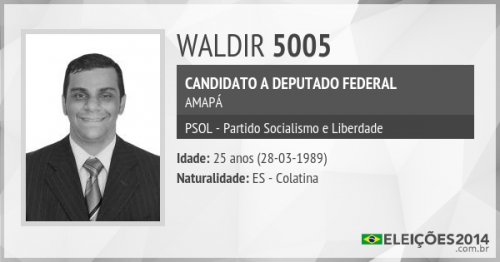 WALDIR 5005
CANDIDATO A DEPUTADO FEDERAL
AMAPÁ
PSOL - Partido Socialismo e Liberdade
Idade: 25 anos (28-03-1989)
Naturalidade: ES - Colatina
ELEIÇÕES2014
.com.br